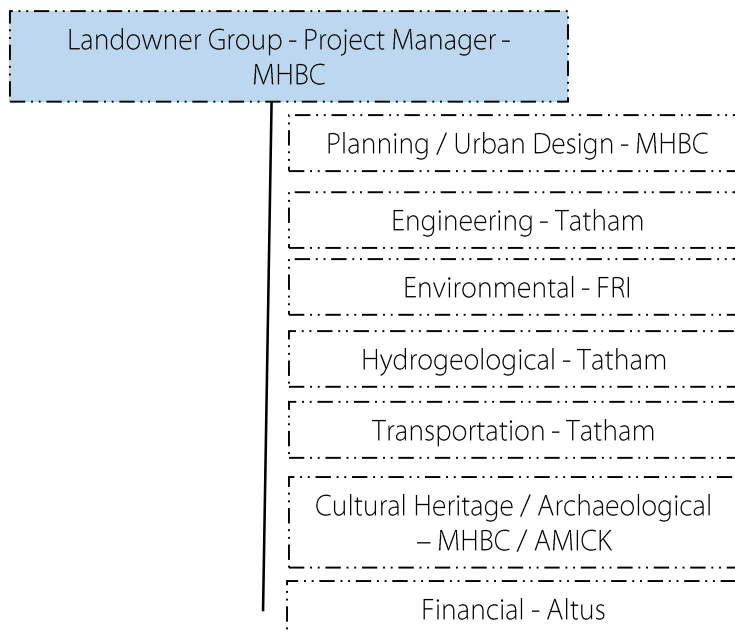 Landowner Group - Project Manager -
MHBC
Planning / Urban Design - MHBC
Engineering - Tatham
Environmental - FRI
Hydrogeological - Tatham
Transportation - Tatham
Cultural Heritage / Archaeological
– MHBC / AMICK
Financial - Altus